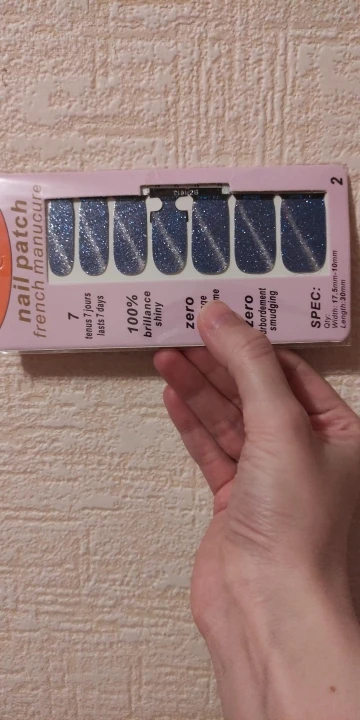 nail patch
french manucure
7
tenus 7 jours
lasts 7 days
100%
brillance
shiny
zero
zero
smudging
SPEC:
Qty:
Width: 17.5mm-10mm
Length:30mm
2